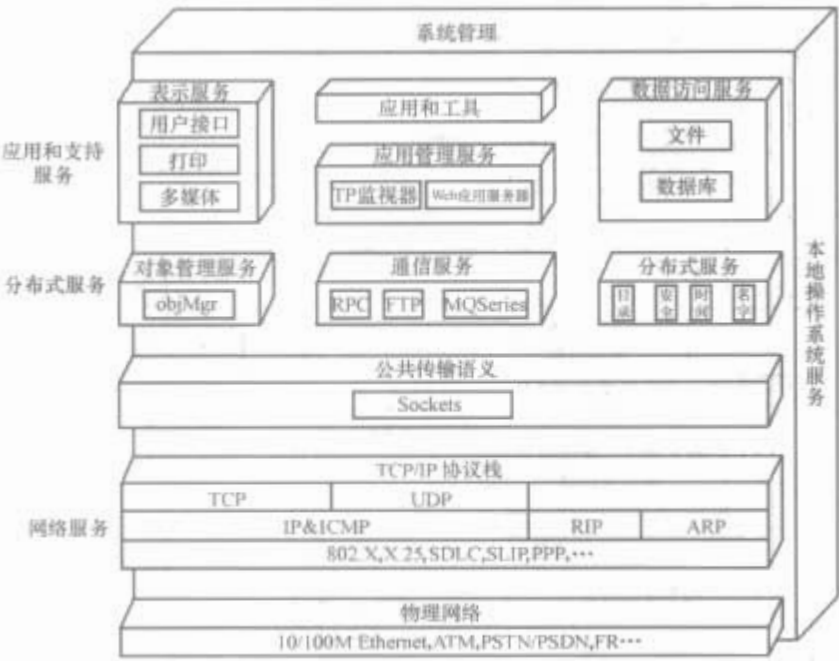 系统管理
表示服务
用户接口
打印
多媒体
应用和工具
应用管理服务
TP监视器
Web应用服务器
数据访问服务
文件
数据库
应用和支持
服务
对象管理服务
objMgr
通信服务
RPC
FTP
MQSeries
分布式服务
目录
安全
时间
名字
分布式服务
本地操作系统服务
公共传输语义
Sockets
TCP/IP 协议栈
TCP
UDP
IP&ICMP
RIP
ARP
802.X,X.25,SDLC,SLIP,PPP,…
网络服务
物理网络
10/100M Ethernet,ATM,PSTN/PSDN,FR…